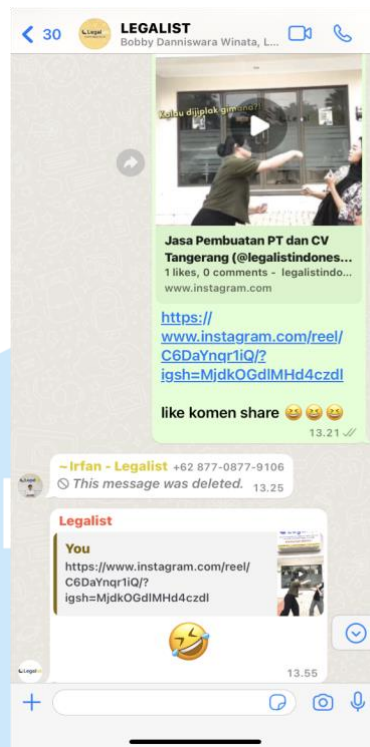 30
LEGALIST
Bobby Danniswara Winata, L...
Legal
Kalau dijiplak gimana?!
Jasa Pembuatan PT dan CV
Tangerang (@legalistindones...
1 likes, 0 comments - legalistindo...
www.instagram.com
https://
www.instagram.com/reel/
C6DaYnqr1iQ/?
igsh=MjdkOGdlMHd4czdl
like komen share 😆😆😆
13.21
~Irfan - Legalist +62 877-0877-9106
This message was deleted. 13.25
Legalist
You
https://www.instagram.com/reel/
C6DaYnqr1iQ/?
igsh=MjdkOGdlMHd4czdl
🤣
13.55